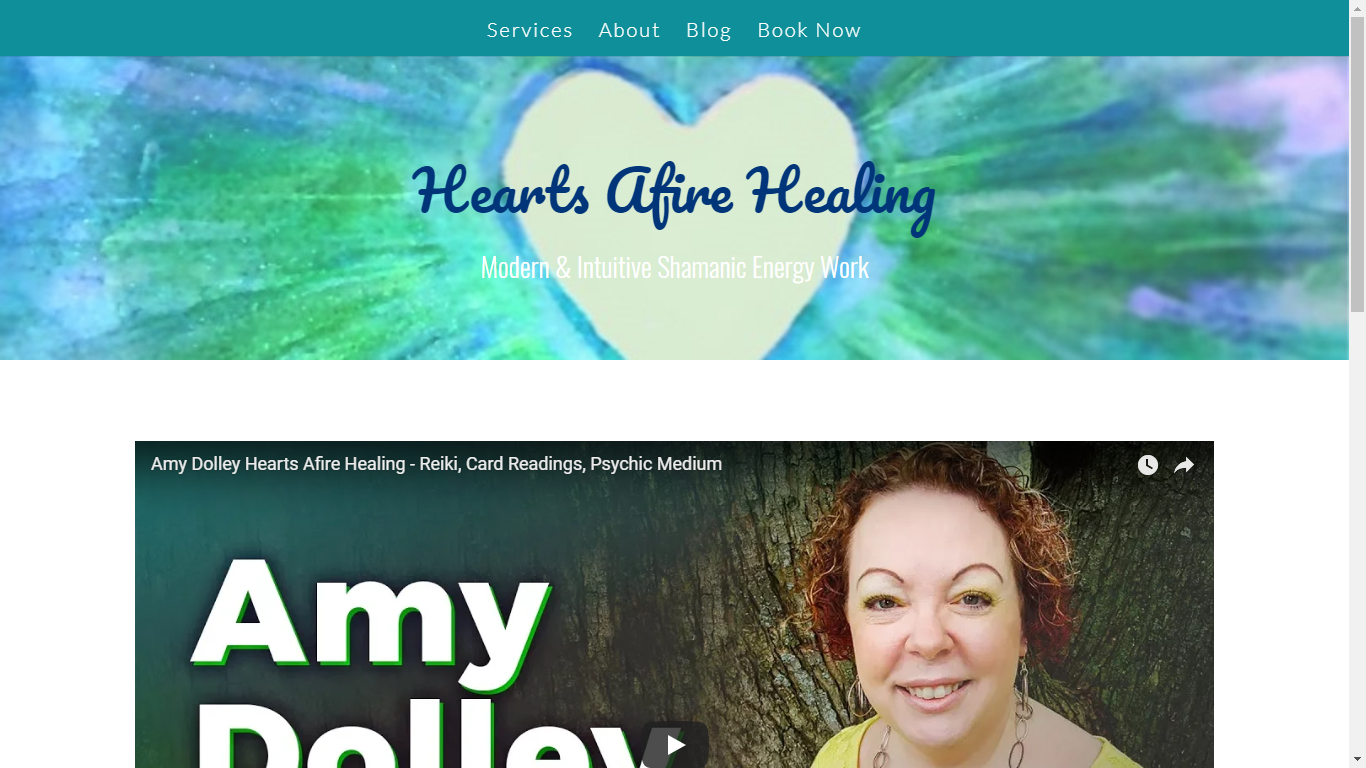 Services About Blog Book Now
Hearts Afire Healing
Modern & Intuitive Shamanic Energy Work
Amy Dolley Hearts Afire Healing - Reiki, Card Readings, Psychic Medium
Amy
Dolley